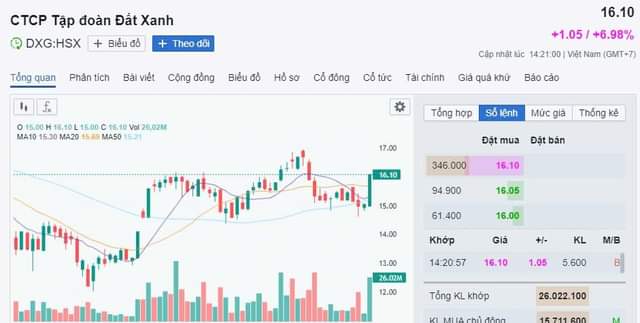 CTCP Tập đoàn Đất Xanh
16.10
DXG:HSX
+ Biểu đồ
+ Theo dõi
+1.05 / +6.98%
Cập nhật lúc 14:21:00 | Việt Nam (GMT+7)
Tổng quan Phân tích Bài viết Cộng đồng Biểu đồ Hồ sơ Cổ đông Cổ tức Tài chính Giá quá khứ Báo cáo
O 15.00 H 16.10 L 15.00 C 16.10 Vol 26,02M
MA10 15.30 MA20 15.69 MA50 15.21
17.00
16.10
15.00
14.00
13.00
26.02M
12.00
Tổng hợp Sổ lệnh Mức giá Thống kê
Đặt mua Đặt bán
346.000 16.10
94.900 16.05
61.400 16.00
Khớp Giá +/- KL M/B
14:20:57 16.10 1.05 5.600 B
Tổng KL khớp 26.022.100
KL MUA chủ động 15.711.600 M